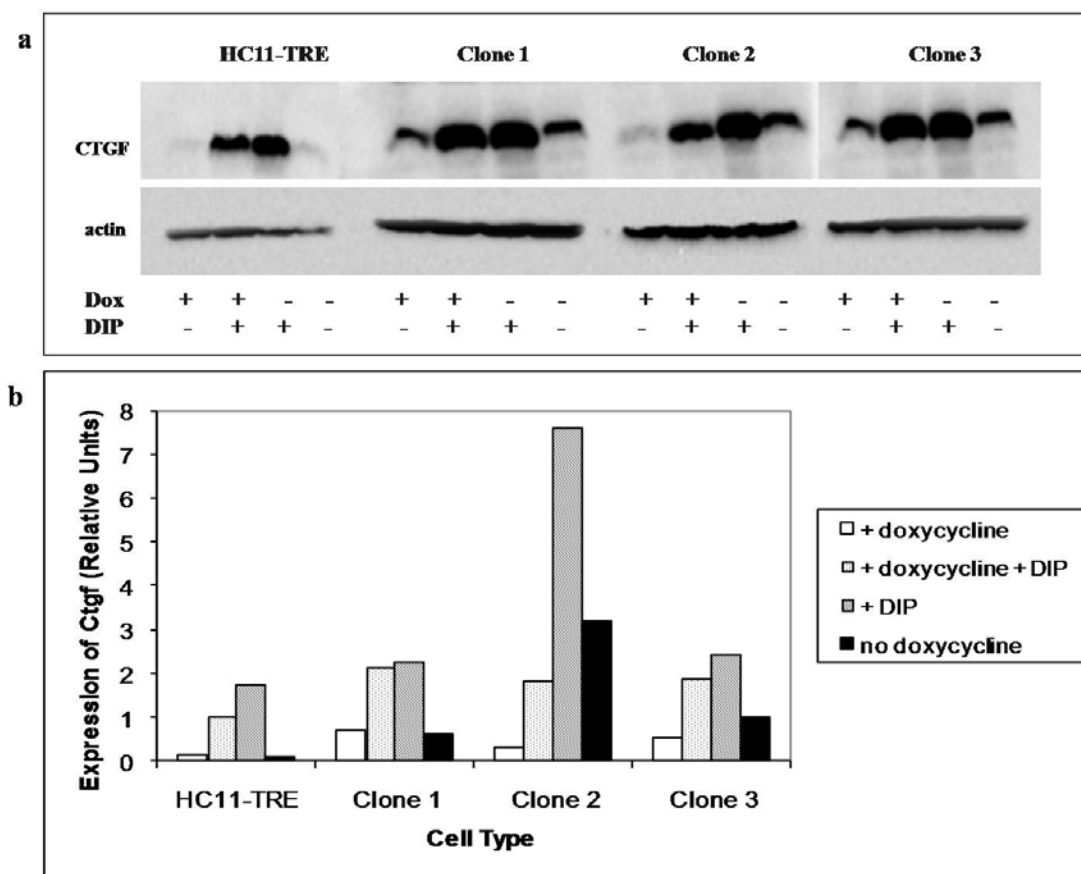 a
HC11-TRE Clone 1 Clone 2 Clone 3
CTGF
actin
Dox + + - - + + - - + + - - + + - -
DIP - + + - - + + - - + + - - + + -
b
Expression of Ctgf (Relative Units)
8
7
6
5
4
3
2
1
0
HC11-TRE Clone 1 Clone 2 Clone 3
Cell Type
+ doxycycline
+ doxycycline + DIP
+ DIP
no doxycycline